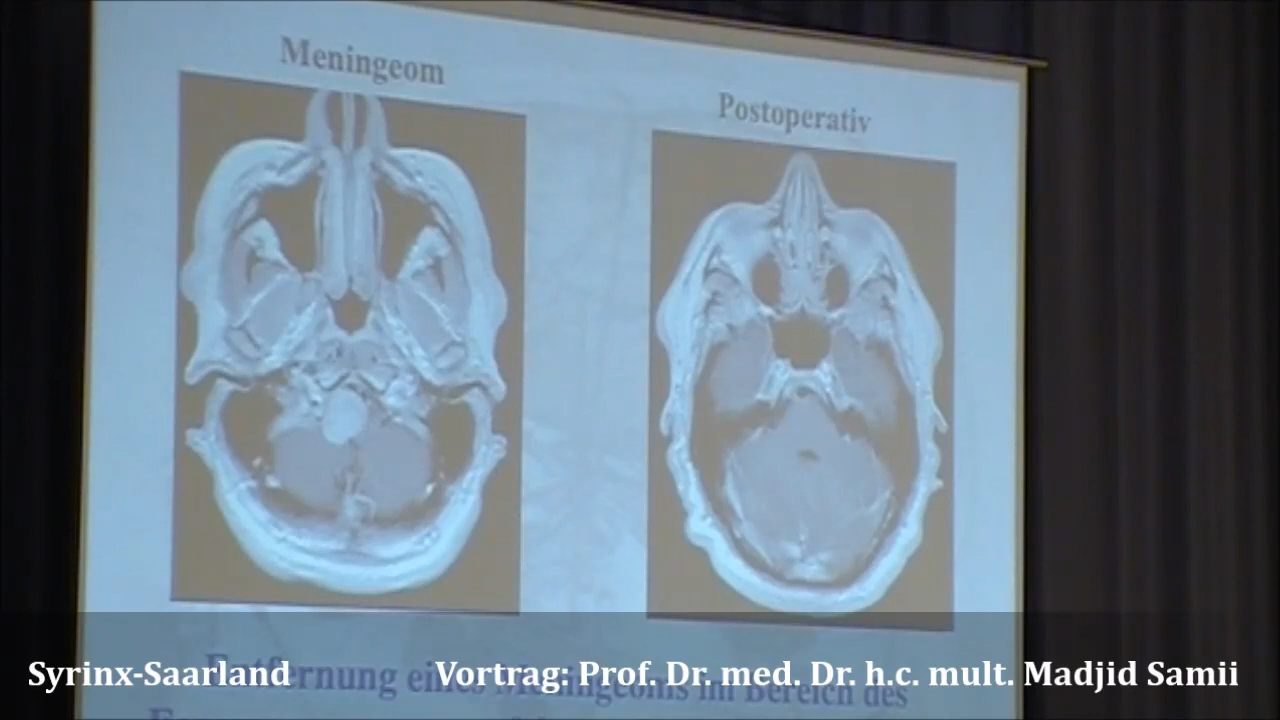 Meningeom
Postoperativ
Entfernung eines Meningeoms im Bereich des
Syrinx-Saarland
Vortrag: Prof. Dr. med. Dr. h.c. mult. Madjid Samii